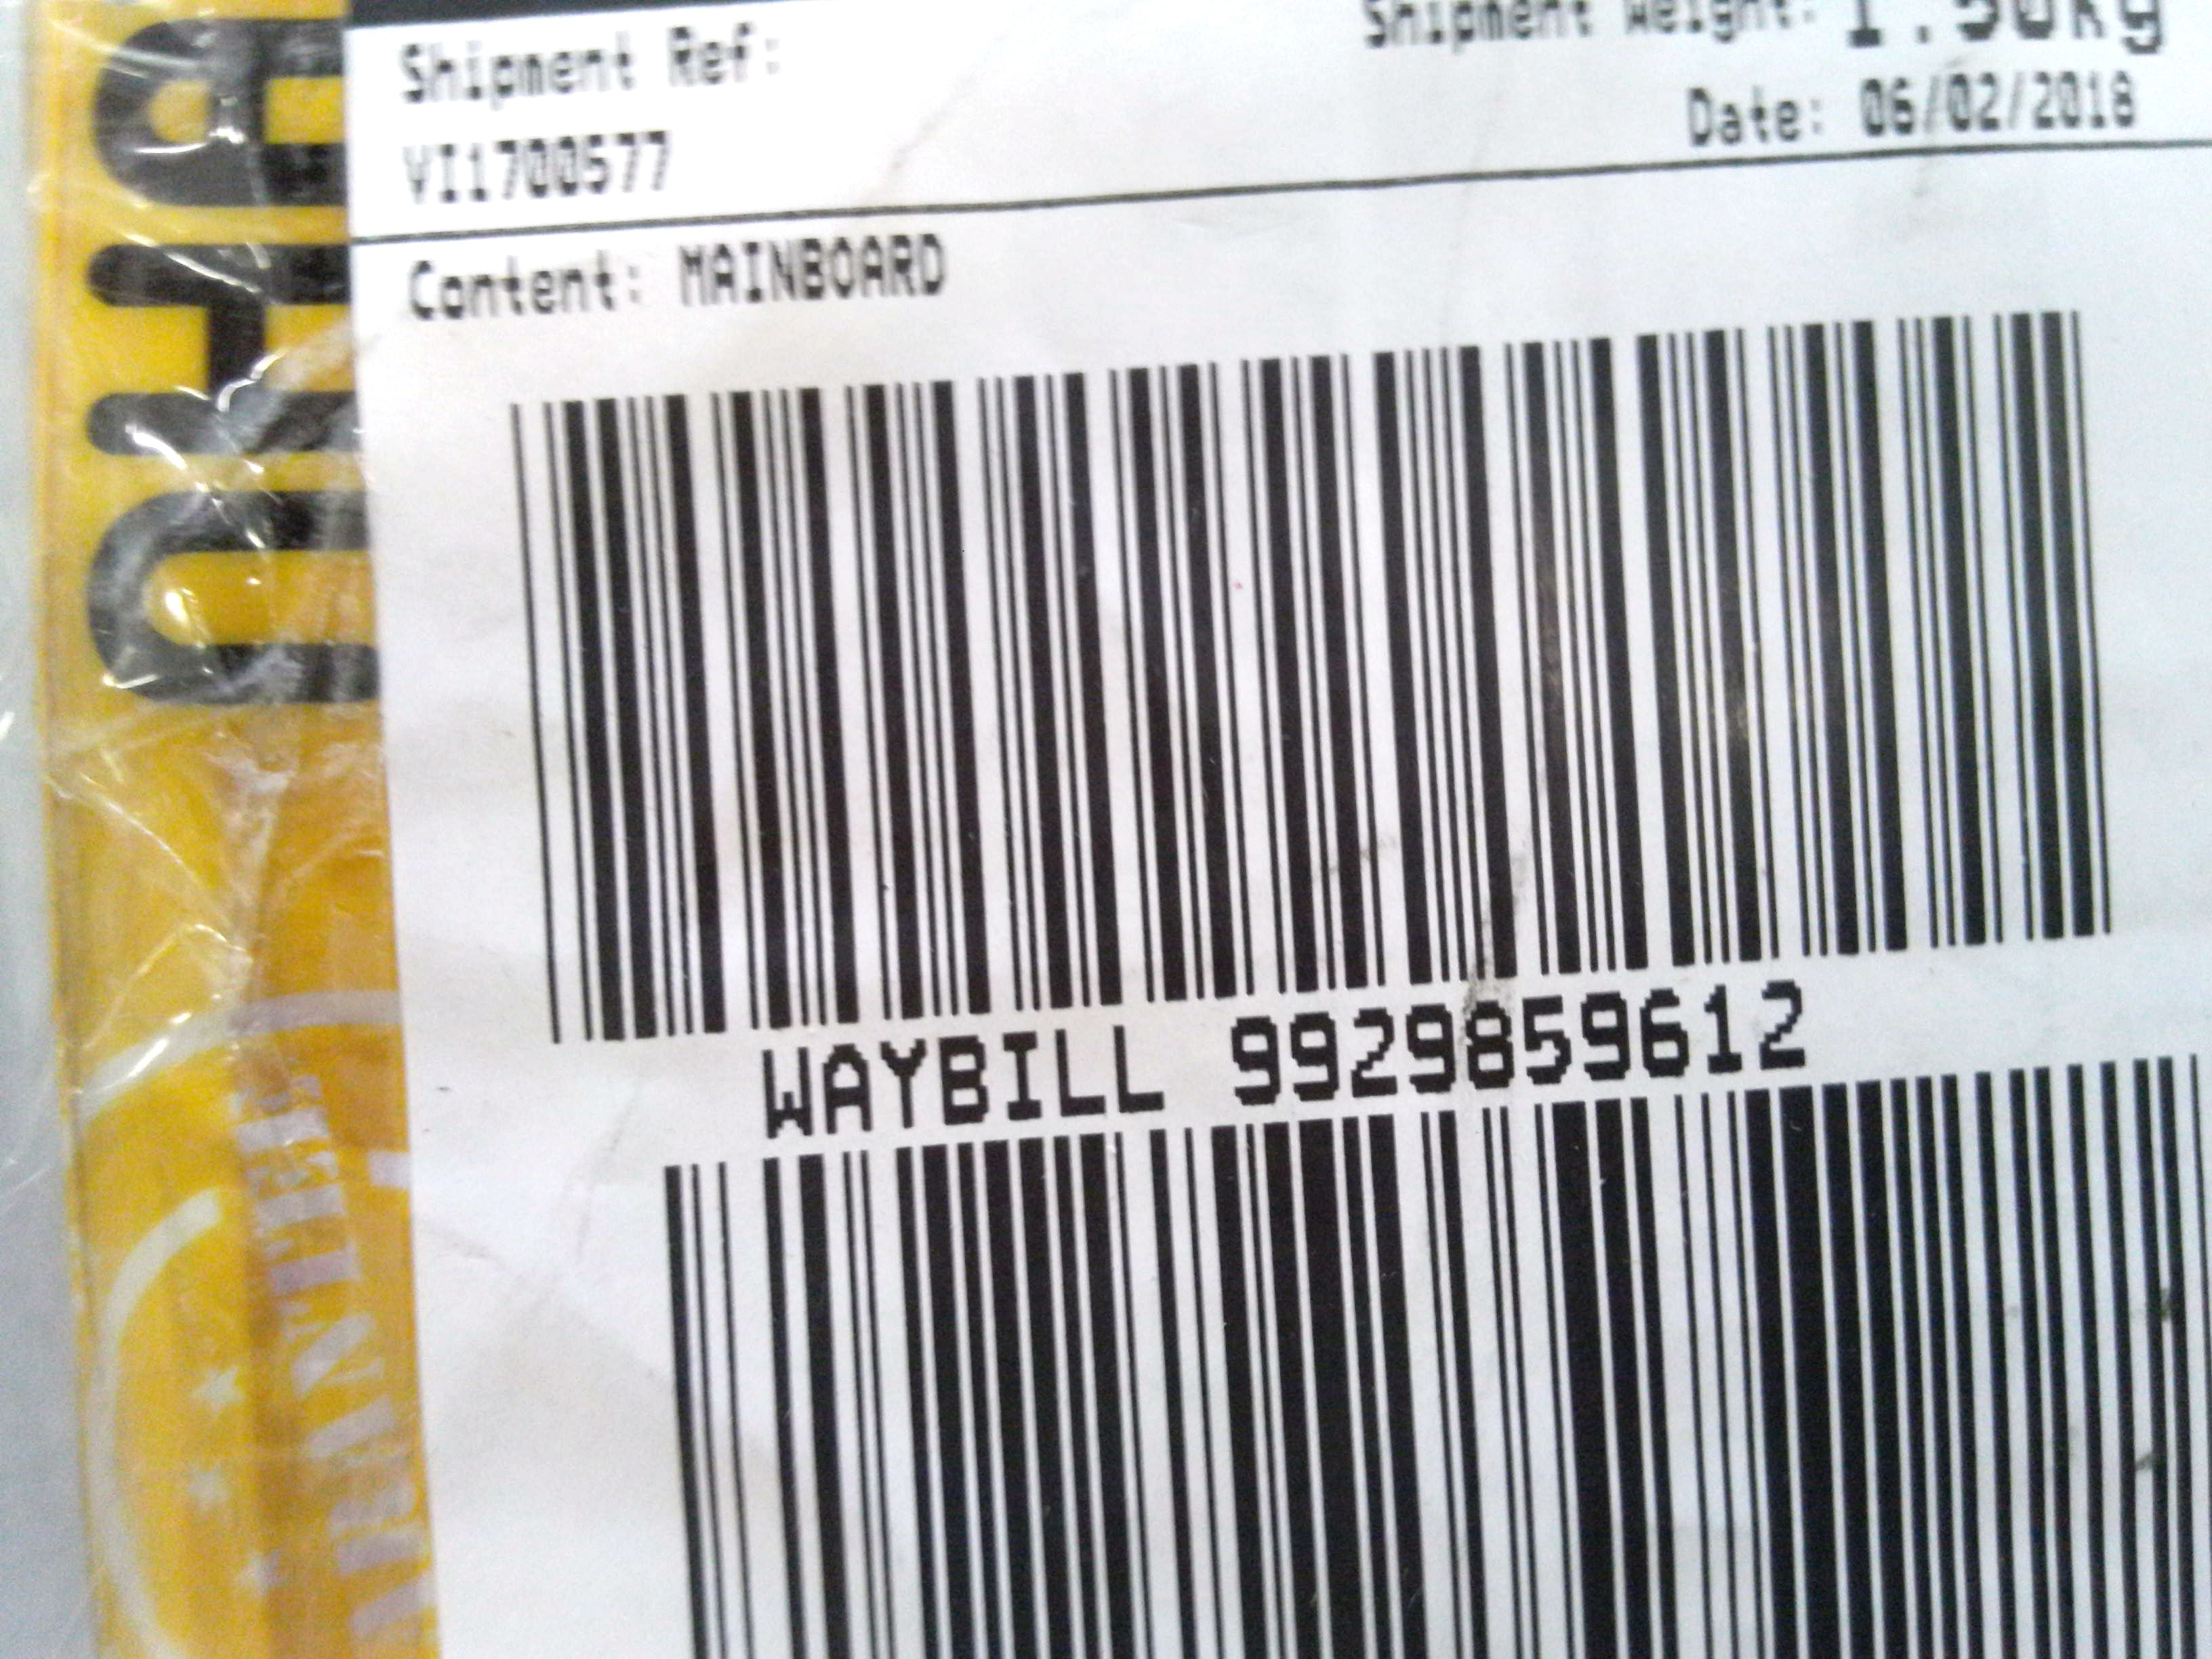 Shipment Ref:
VI1700577
Shipment Weight: 1.50kg
Date: 06/02/2018
Content: MAINBOARD
WAYBILL 9929859612